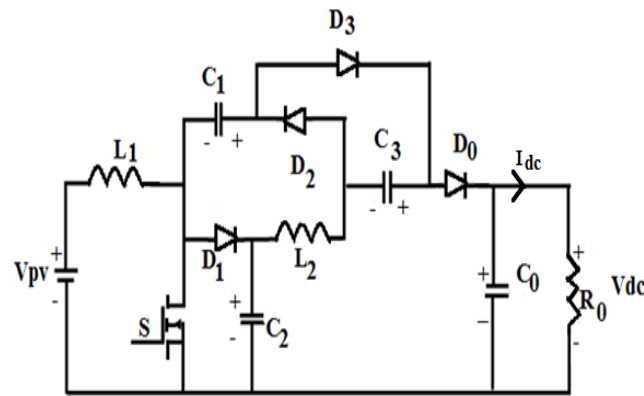 D3
C1
L1
D2
C3
D0
Idc
+
-
+
-
+
Vpv
+
-
D1
L2
S
+
-
C2
+
-
C0
+
-
R0
Vdc